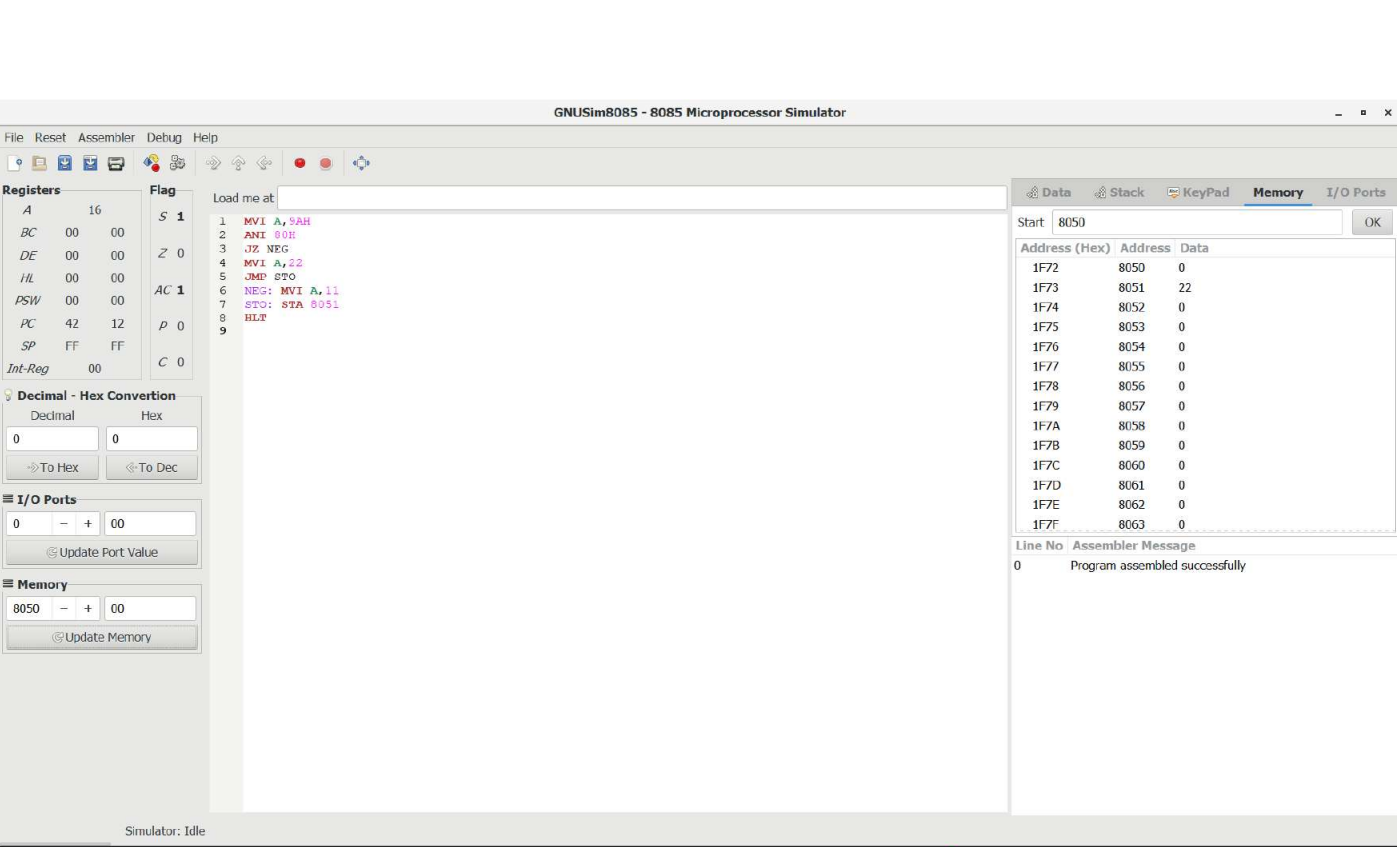 GNUSim8085 - 8085 Microprocessor Simulator
File Reset Assembler Debug Help
Registers
A 16
BC 00 00
DE 00 00
HL 00 00
PSW 00 00
PC 42 12
SP FF FF
Int-Reg 00
Flag
S 1
Z 0
AC 1
P 0
C 0
Decimal - Hex Convertion
Decimal Hex
0 0
To Hex To Dec
I/O Ports
0 − + 00
Update Port Value
Memory
8050 − + 00
Update Memory
Load me at
1 MVI A,9AH
2 ANI 80H
3 JZ NEG
4 MVI A,22
5 JMP STO
6 NEG: MVI A,11
7 STO: STA 8051
8 HLT
9
Data Stack KeyPad Memory I/O Ports
Start 8050 OK
Address (Hex) Address Data
1F72 8050 0
1F73 8051 22
1F74 8052 0
1F75 8053 0
1F76 8054 0
1F77 8055 0
1F78 8056 0
1F79 8057 0
1F7A 8058 0
1F7B 8059 0
1F7C 8060 0
1F7D 8061 0
1F7E 8062 0
1F7F 8063 0
Line No Assembler Message
0 Program assembled successfully
Simulator: Idle